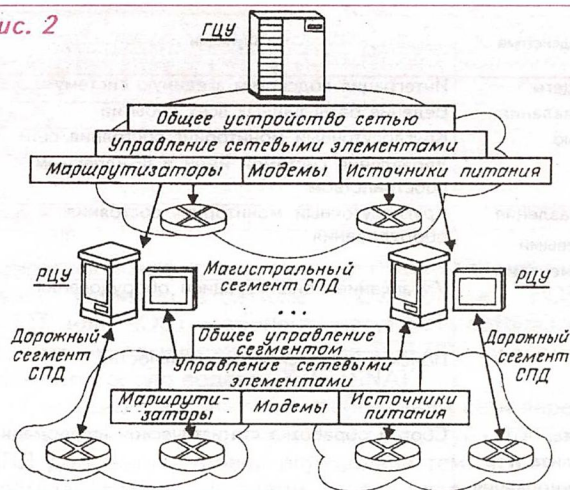 ис. 2
ГЦУ
Общее устройство сетью
Управление сетевыми элементами
Маршрутизаторы Модемы Источники питания
РЦУ
Магистральный
сегмент СПД
РЦУ
Дорожный
сегмент
СПД
. . . .
Общее управление
сегментом
Управление сетевыми
элементами
Маршрути-
заторы
Модемы
Источники
питания
Дорожный
сегмент
СПД